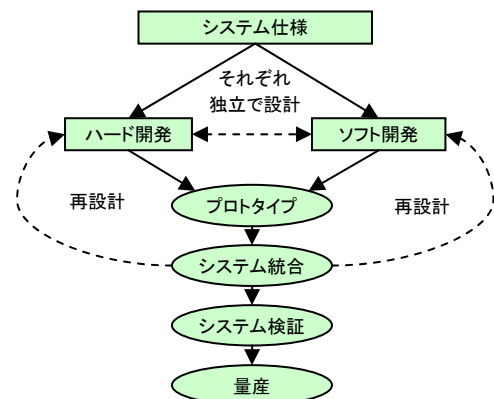 システム仕様
それぞれ
独立で設計
ハード開発
ソフト開発
再設計
プロトタイプ
再設計
システム統合
システム検証
量産